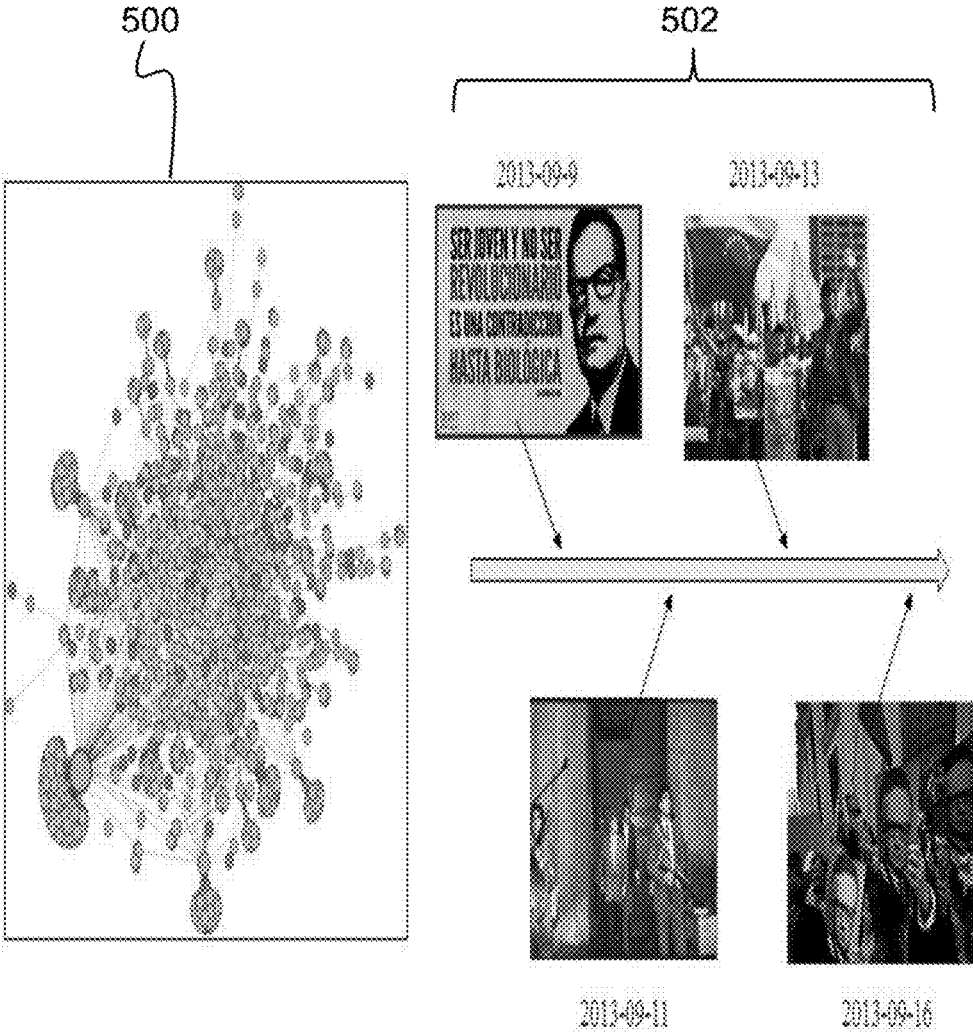 500
502
2013-09-9
2013-09-13
SER JOVEN Y NO SER
REVOLUCIONARIO
ES UNA CONTRADICCION
HASTA BIOLOGICA
2013-09-11
2013-09-16